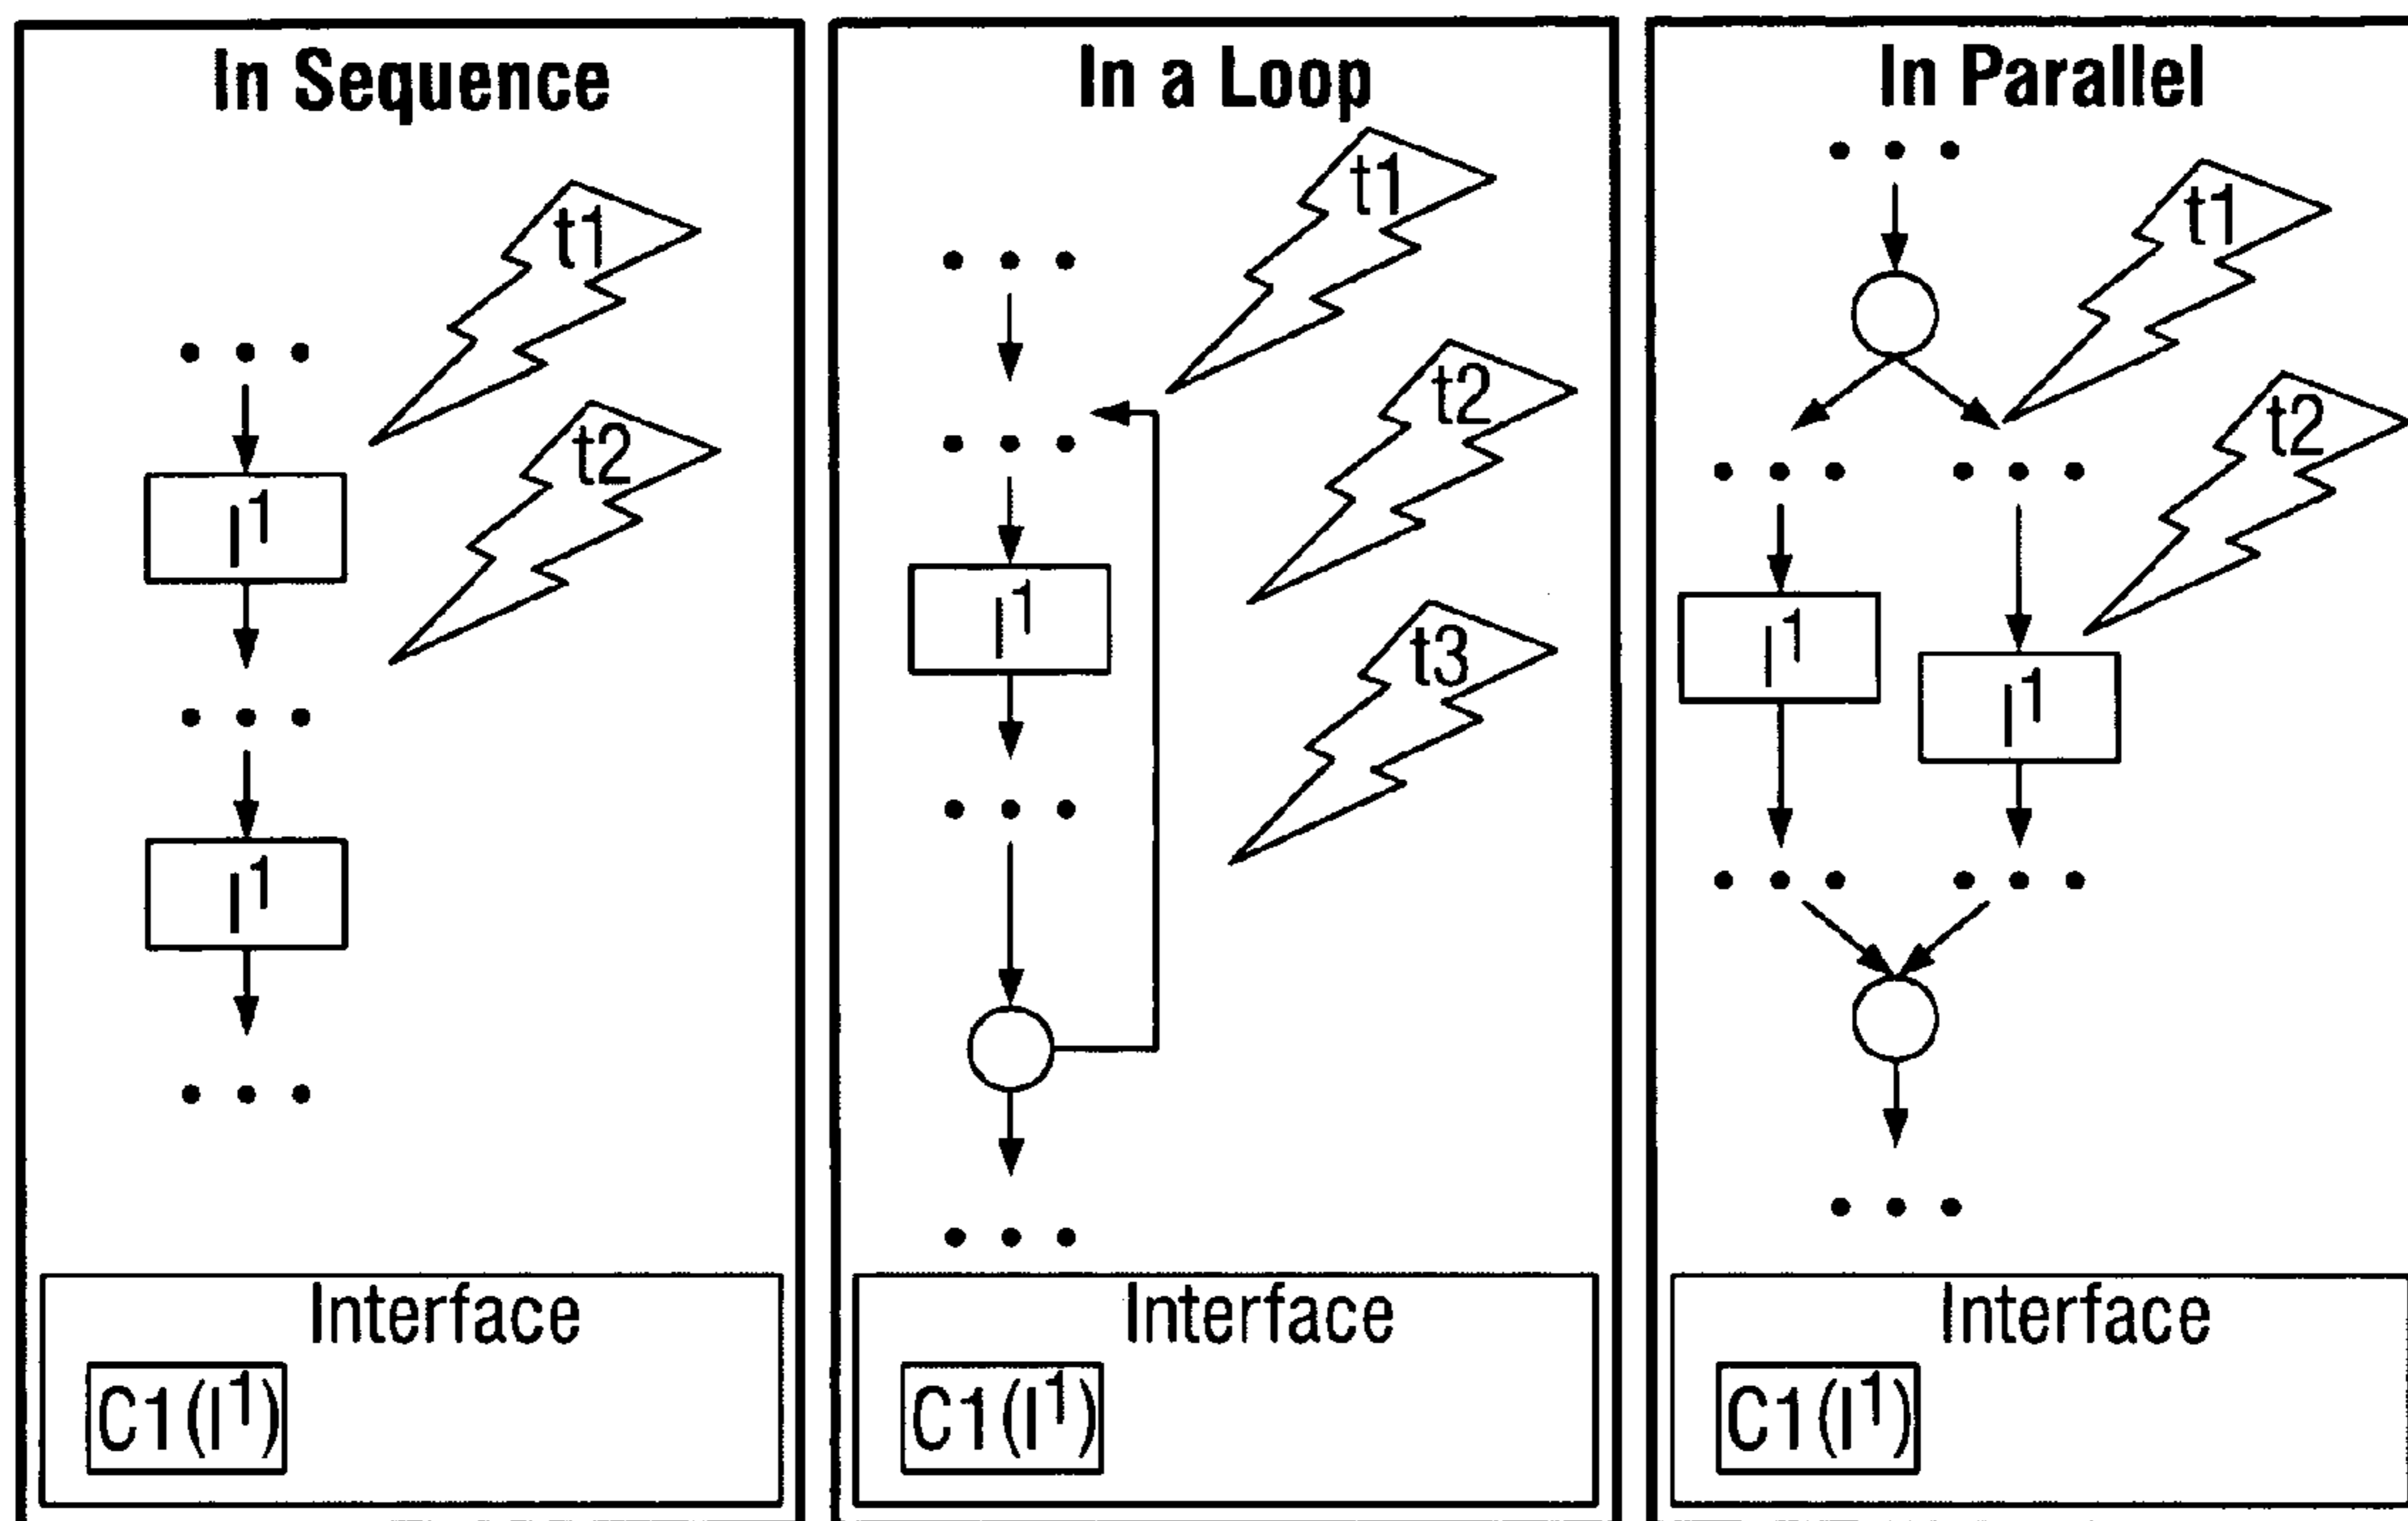 In Sequence
t1
t2
I¹
I¹
Interface
C1(I¹)
In a Loop
t1
t2
I¹
t3
Interface
C1(I¹)
In Parallel
t1
t2
I¹
I¹
Interface
C1(I¹)